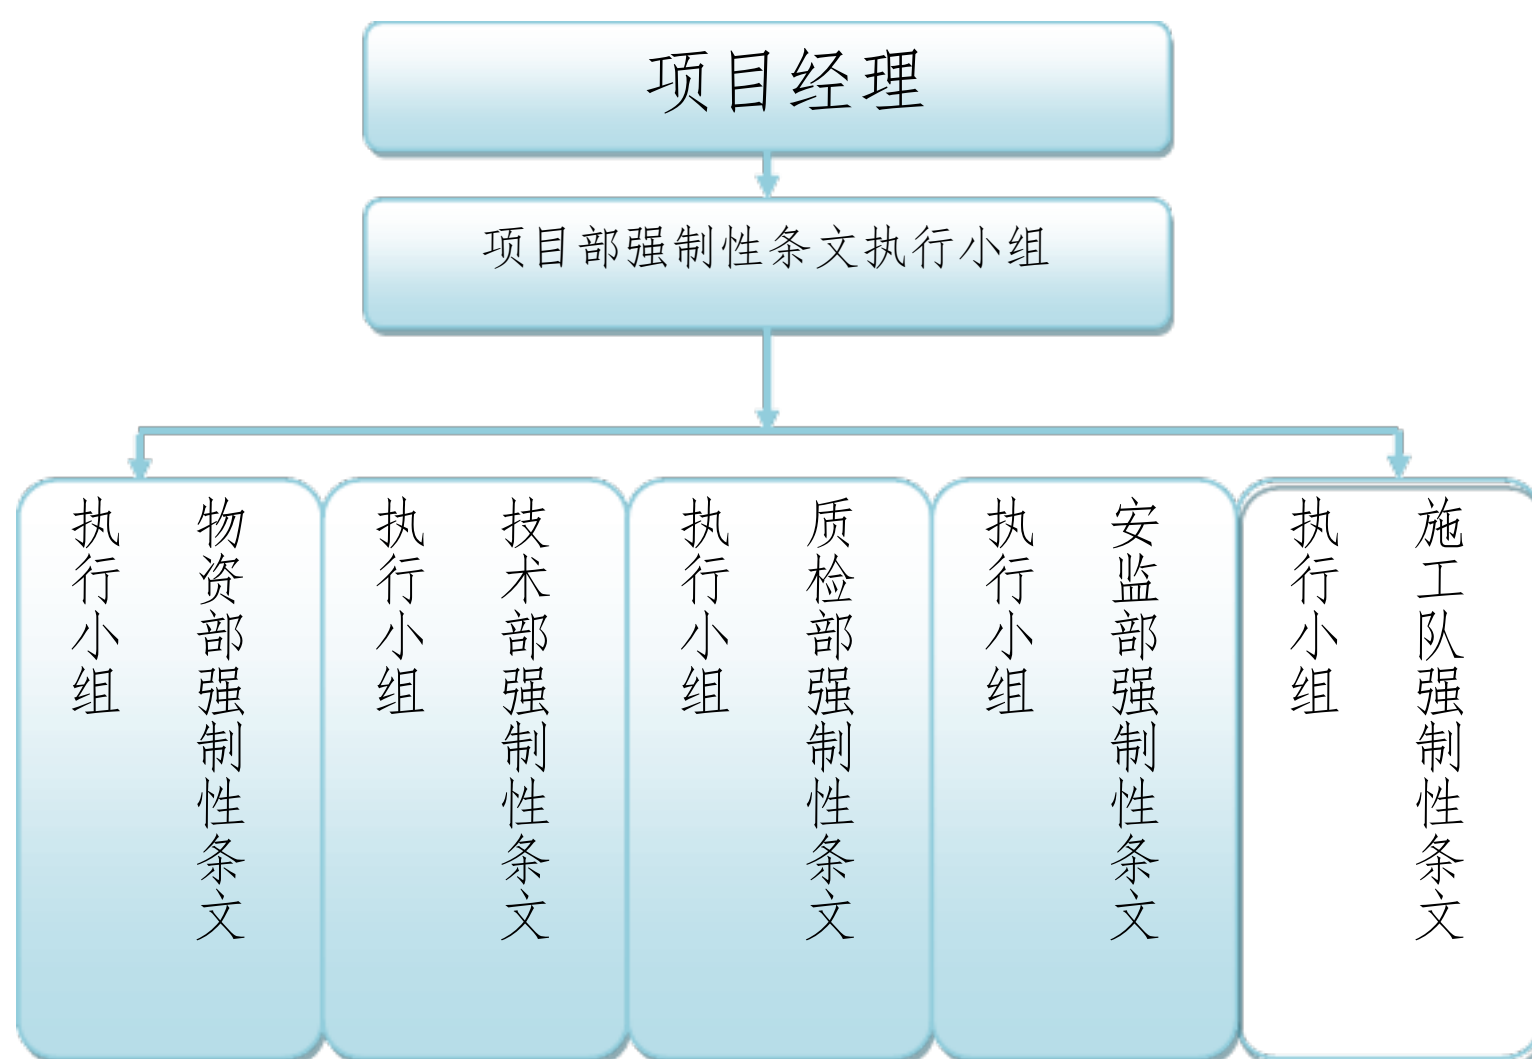 项目经理
项目部强制性条文执行小组
物资部强制性条文
执行小组
技术部强制性条文
执行小组
质检部强制性条文
执行小组
安监部强制性条文
执行小组
施工队强制性条文
执行小组